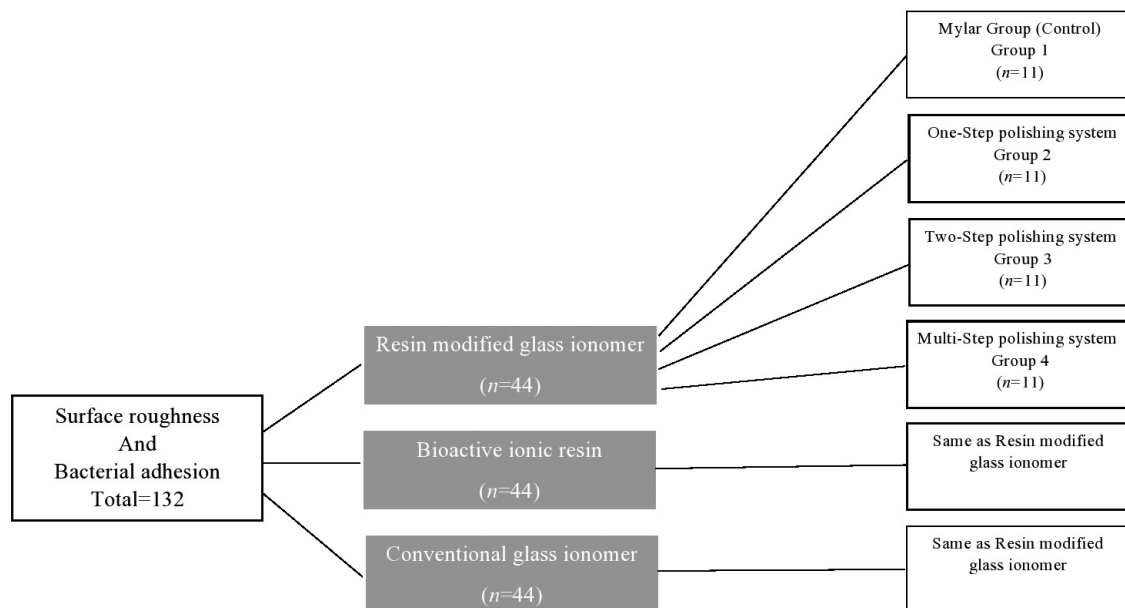 Surface roughness
And
Bacterial adhesion
Total=132
Resin modified glass ionomer
(n=44)
Bioactive ionic resin
(n=44)
Conventional glass ionomer
(n=44)
Mylar Group (Control)
Group 1
(n=11)
One-Step polishing system
Group 2
(n=11)
Two-Step polishing system
Group 3
(n=11)
Multi-Step polishing system
Group 4
(n=11)
Same as Resin modified
glass ionomer
Same as Resin modified
glass ionomer